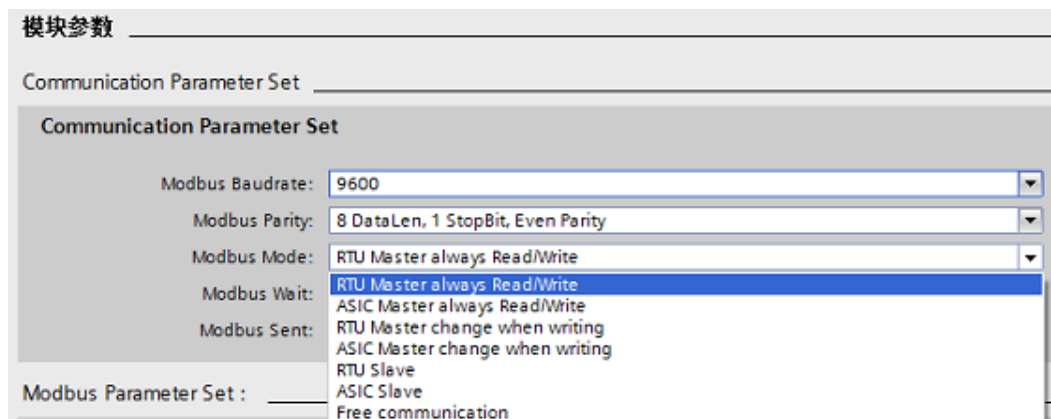 模块参数
Communication Parameter Set
Communication Parameter Set
Modbus Baudrate: 9600
Modbus Parity: 8 DataLen, 1 StopBit, Even Parity
Modbus Mode: RTU Master always Read/Write
Modbus Wait: RTU Master always Read/Write
ASIC Master always Read/Write
RTU Master change when writing
Modbus Sent: ASIC Master change when writing
RTU Slave
ASIC Slave
Modbus Parameter Set :
Free communication